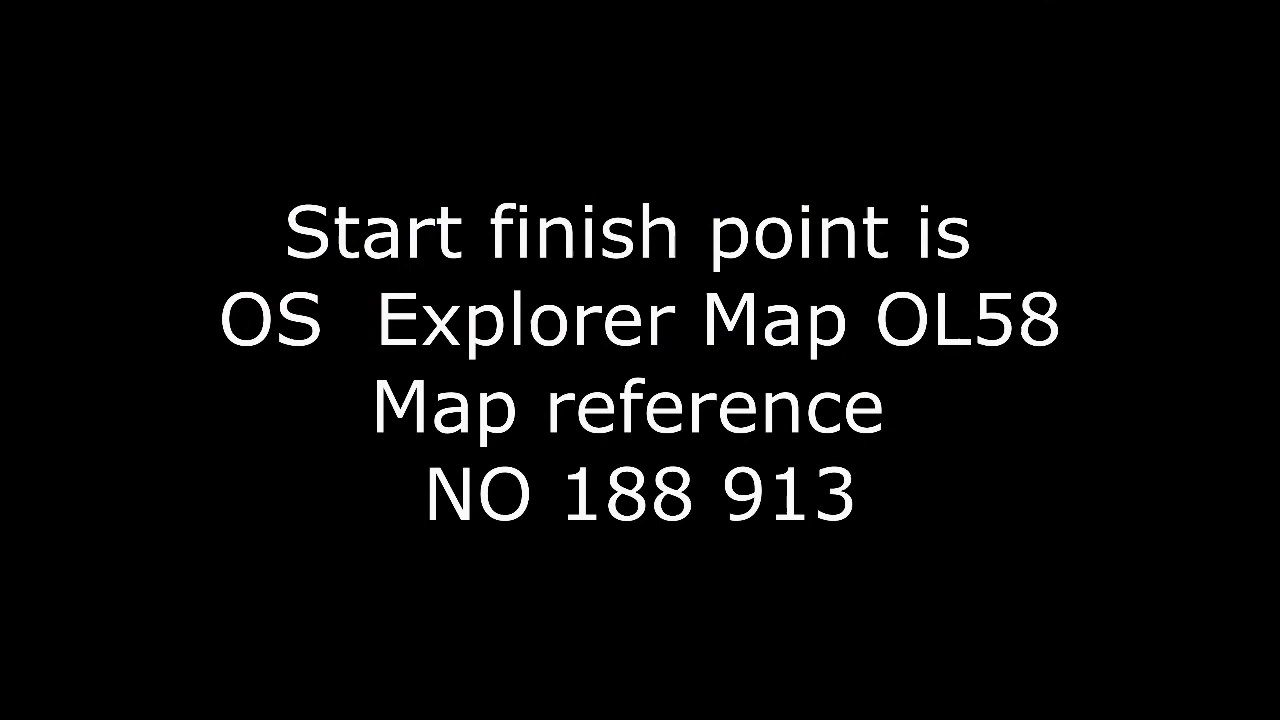 Start finish point is
OS  Explorer Map OL58
Map reference
NO 188 913